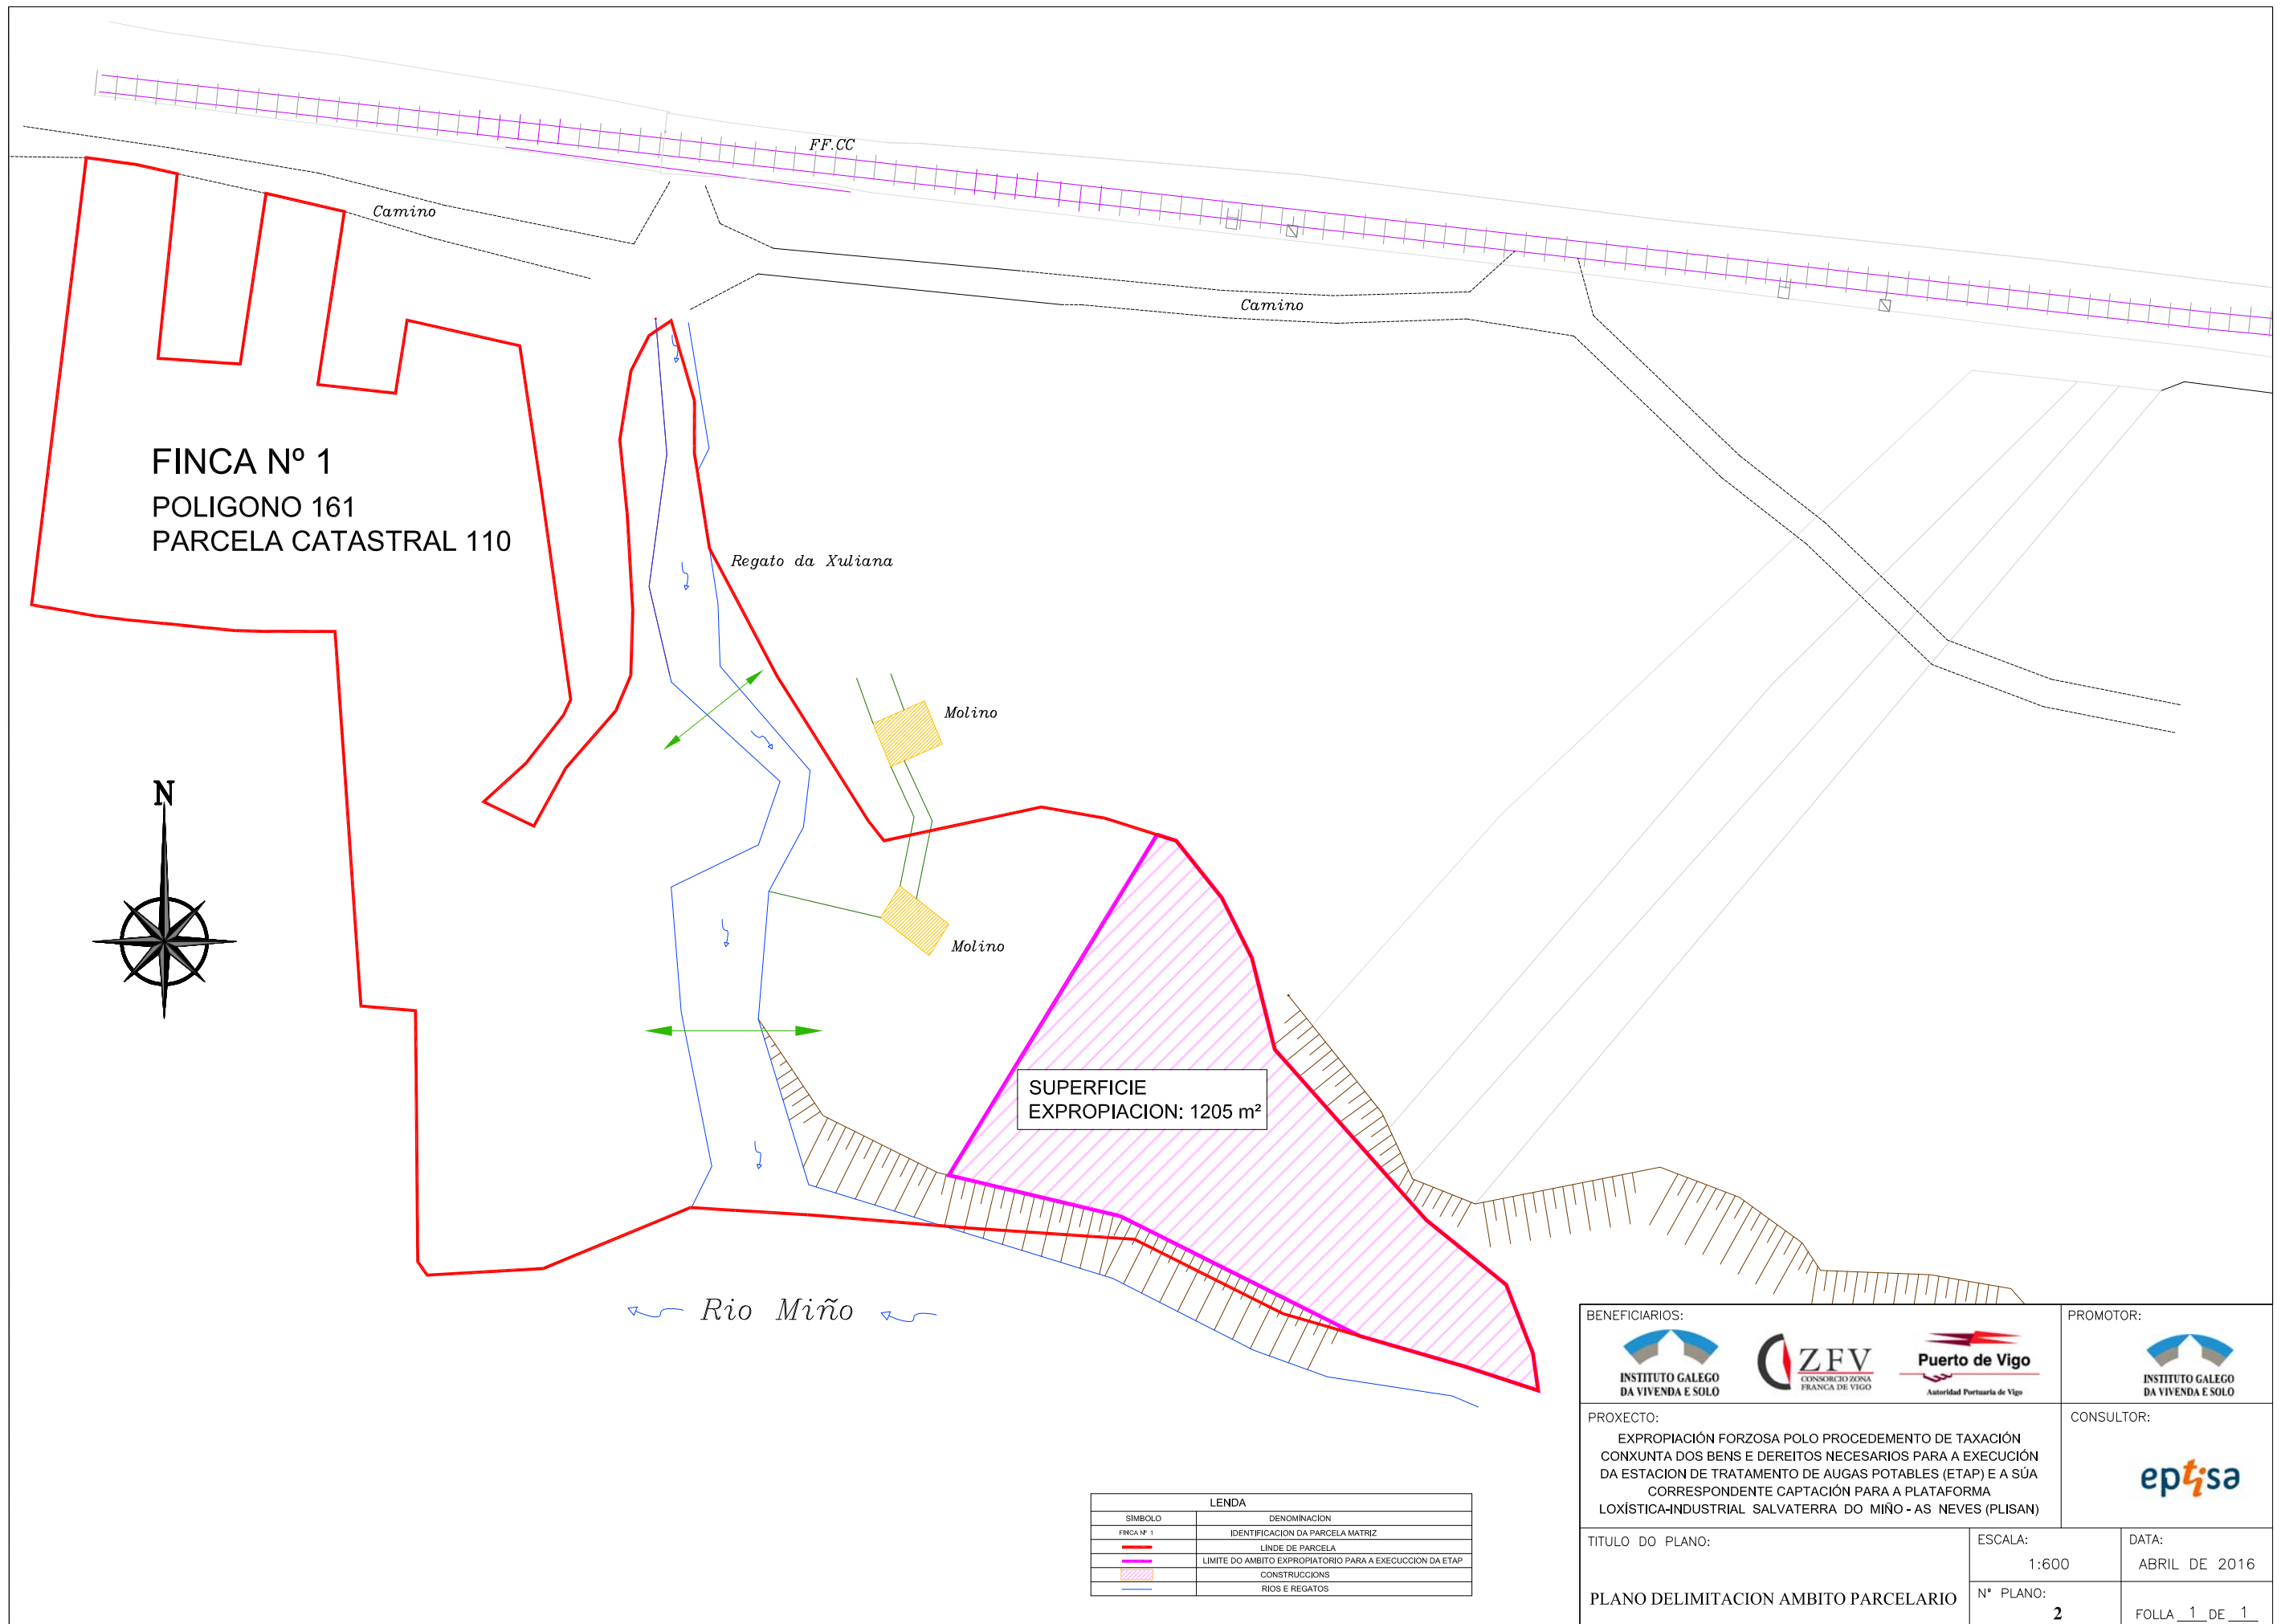 FF.CC
Camino
Camino
FINCA Nº 1
POLIGONO 161
PARCELA CATASTRAL 110
Regato da Xuliana
Molino
N
Molino
SUPERFICIE
EXPROPIACION: 1205 m²
Rio Miño
BENEFICIARIOS:
INSTITUTO GALEGO
DA VIVENDA E SOLO
ZFV
CONSORCIO ZONA
FRANCA DE VIGO
Puerto de Vigo
Autoridad Portuaria de Vigo
PROMOTOR:
INSTITUTO GALEGO
DA VIVENDA E SOLO
PROXECTO:
EXPROPIACIÓN FORZOSA POLO PROCEDEMENTO DE TAXACIÓN
CONXUNTA DOS BENS E DEREITOS NECESARIOS PARA A EXECUCIÓN
DA ESTACION DE TRATAMENTO DE AUGAS POTABLES (ETAP) E A SÚA
CORRESPONDENTE CAPTACIÓN PARA A PLATAFORMA
LOXÍSTICA-INDUSTRIAL SALVATERRA DO MIÑO - AS NEVES (PLISAN)
CONSULTOR:
eptisa
LENDA
SÍMBOLO DENOMINACÍON
FINCA Nº 1 IDENTIFICACION DA PARCELA MATRIZ
LINDE DE PARCELA
LIMITE DO AMBITO EXPROPIATORIO PARA A EXECUCCION DA ETAP
CONSTRUCCIONS
RIOS E REGATOS
TITULO DO PLANO:
PLANO DELIMITACION AMBITO PARCELARIO
ESCALA:
1:600
DATA:
ABRIL DE 2016
Nº PLANO:
2
FOLLA 1 DE 1